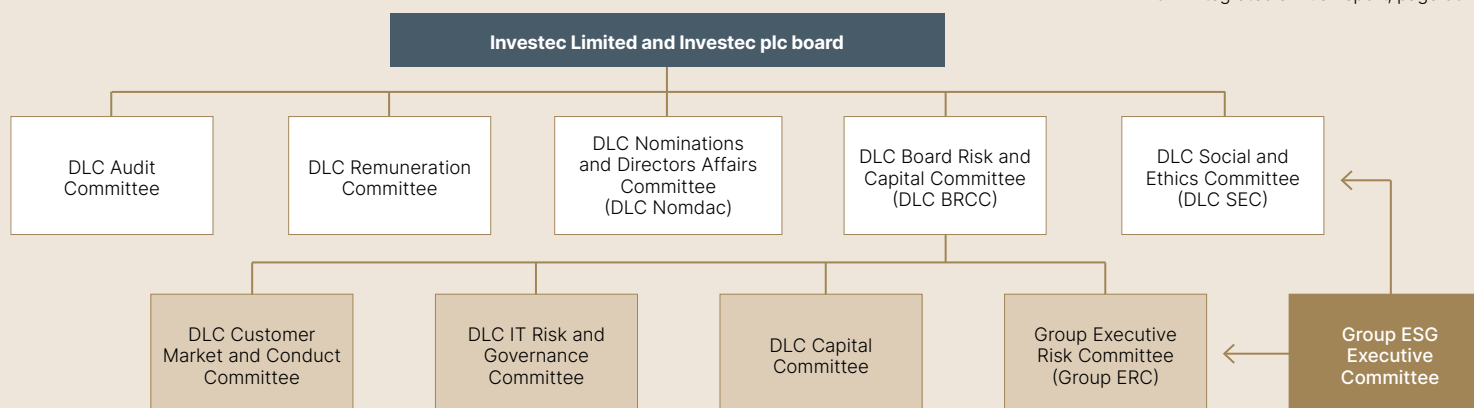 Investec Limited and Investec plc board
DLC Audit
Committee
DLC Remuneration
Committee
DLC Nominations
and Directors Affairs
Committee
(DLC Nomdac)
DLC Board Risk and
Capital Committee
(DLC BRCC)
DLC Social and
Ethics Committee
(DLC SEC)
DLC Customer
Market and Conduct
Committee
DLC IT Risk and
Governance
Committee
DLC Capital
Committee
Group Executive
Risk Committee
(Group ERC)
Group ESG
Executive
Committee